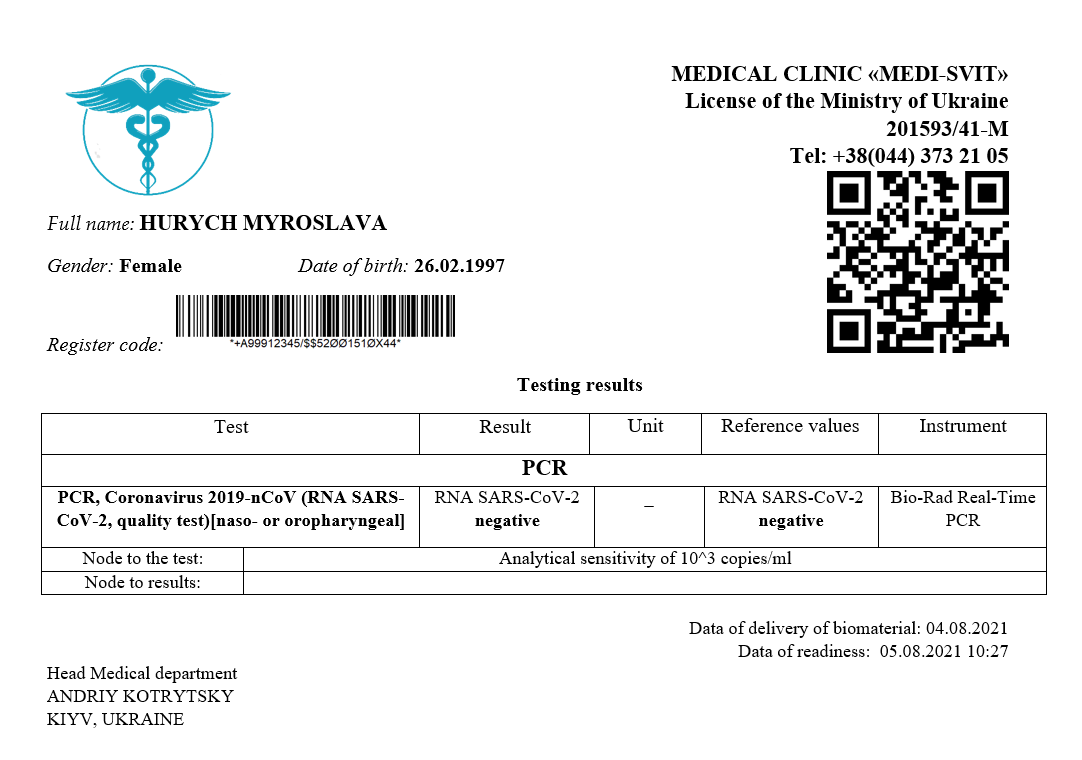 MEDICAL CLINIC «MEDI-SVIT»
License of the Ministry of Ukraine
201593/41-M
Tel: +38(044) 373 21 05
Full name: HURYCH MYROSLAVA
Gender: Female Date of birth: 26.02.1997
Register code:
*+A99912345/$$52ØØ151ØX44*
Testing results
Test Result Unit Reference values Instrument
PCR
PCR, Coronavirus 2019-nCoV (RNA SARS- RNA SARS-CoV-2 – RNA SARS-CoV-2 Bio-Rad Real-Time
CoV-2, quality test)[naso- or oropharyngeal] negative negative PCR
Node to the test: Analytical sensitivity of 10^3 copies/ml
Node to results:
Data of delivery of biomaterial: 04.08.2021
Data of readiness: 05.08.2021 10:27
Head Medical department
ANDRIY KOTRYTSKY
KIYV, UKRAINE